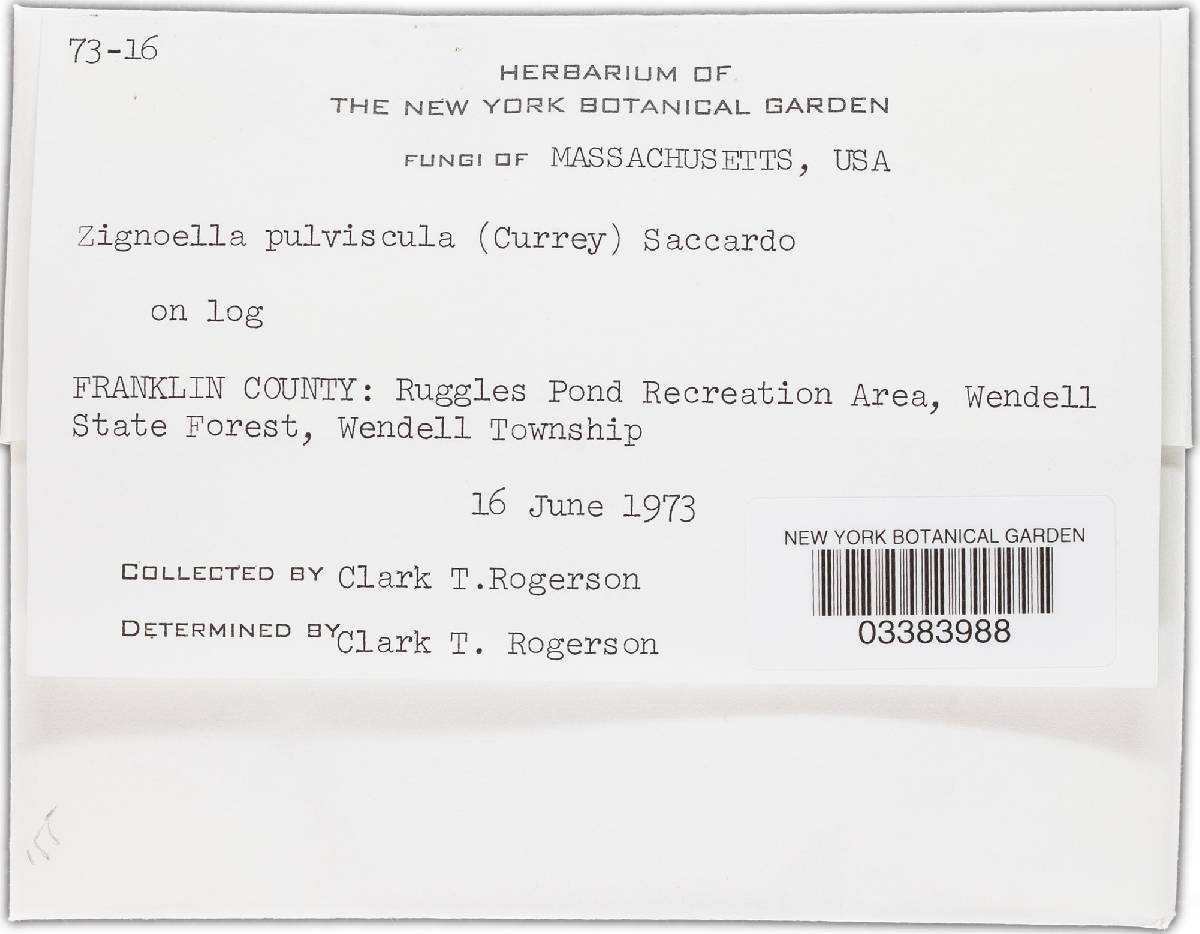 73-16
HERBARIUM OF
THE NEW YORK BOTANICAL GARDEN
FUNGI OF MASSACHUSETTS, USA
Zignoella pulviscula (Currey) Saccardo
on log
FRANKLIN COUNTY: Ruggles Pond Recreation Area, Wendell
State Forest, Wendell Township
16 June 1973
COLLECTED BY Clark T.Rogerson
DETERMINED BY Clark T. Rogerson
NEW YORK BOTANICAL GARDEN
03383988